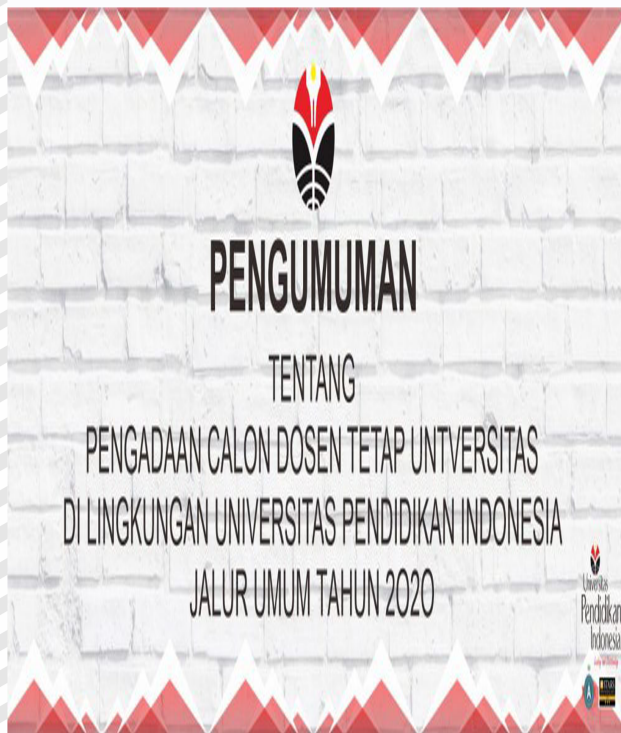 PENGUMUMAN
TENTANG
PENGADAAN CALON DOSEN TETAP UNTVERSITAS
DI LINGKUNGAN UNIVERSITAS PENDIDIKAN INDONESIA
JALUR UMUM TAHUN 2020
Universitas
Pendidikan
Indonesia